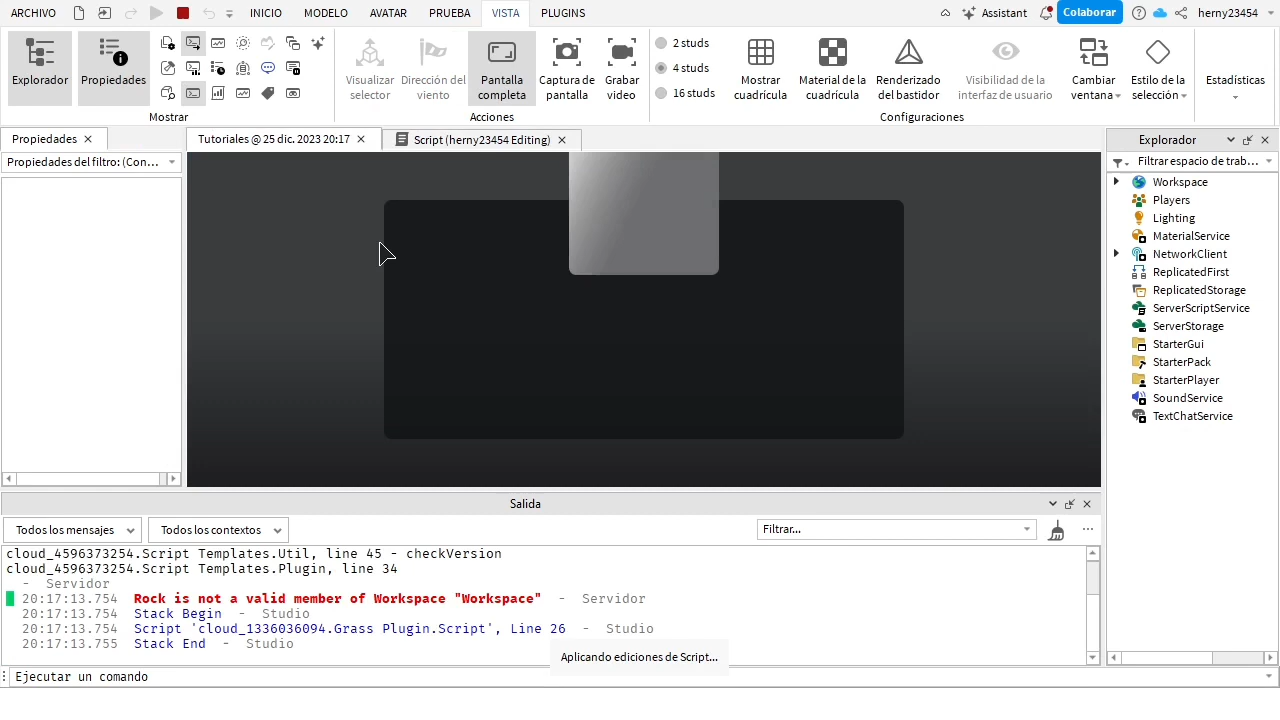 ARCHIVO INICIO MODELO AVATAR PRUEBA VISTA PLUGINS Assistant Colaborar herny23454
Explorador Propiedades
Mostrar
Visualizar selector
Dirección del viento
Pantalla completa
Captura de pantalla
Grabar video
Acciones
2 studs
4 studs
16 studs
Mostrar cuadrícula
Material de la cuadrícula
Renderizado del bastidor
Visibilidad de la interfaz de usuario
Cambiar ventana
Estilo de la selección
Configuraciones
Estadísticas
Propiedades
Propiedades del filtro: (Con...
Tutoriales @ 25 dic. 2023 20:17
Script (herny23454 Editing)
Explorador
Filtrar espacio de trab...
Workspace
Players
Lighting
MaterialService
NetworkClient
ReplicatedFirst
ReplicatedStorage
ServerScriptService
ServerStorage
StarterGui
StarterPack
StarterPlayer
SoundService
TextChatService
Salida
Todos los mensajes Todos los contextos Filtrar... ...
cloud_4596373254.Script Templates.Util, line 45 - checkVersion
cloud_4596373254.Script Templates.Plugin, line 34
- Servidor
20:17:13.754 Rock is not a valid member of Workspace "Workspace" - Servidor
20:17:13.754 Stack Begin - Studio
20:17:13.754 Script 'cloud_1336036094.Grass Plugin.Script', Line 26 - Studio
20:17:13.755 Stack End - Studio
Aplicando ediciones de Script...
Ejecutar un comando